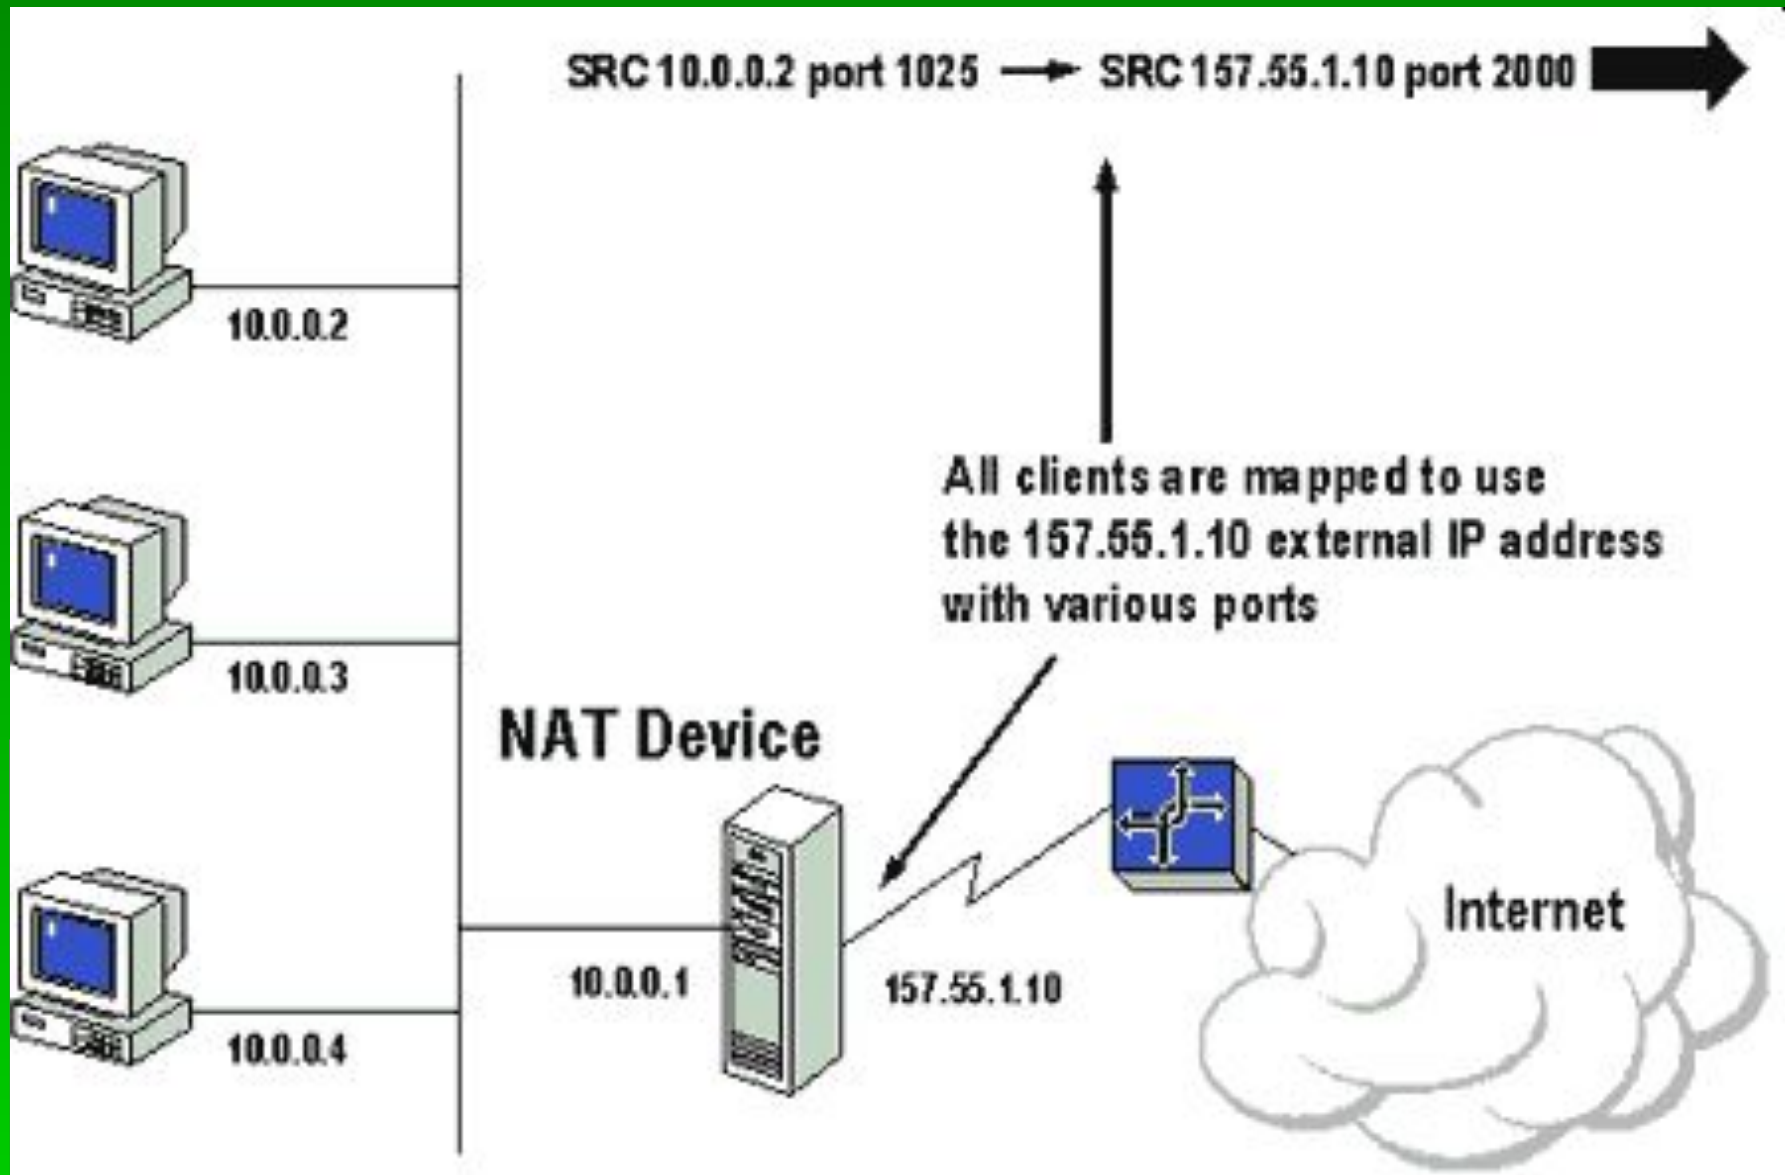 SRC 10.0.0.2 port 1025 → SRC 157.55.1.10 port 2000
10.0.0.2
All clients are mapped to use
the 157.55.1.10 external IP address
with various ports
10.0.0.3
NAT Device
Internet
10.0.0.1
157.55.1.10
10.0.0.4